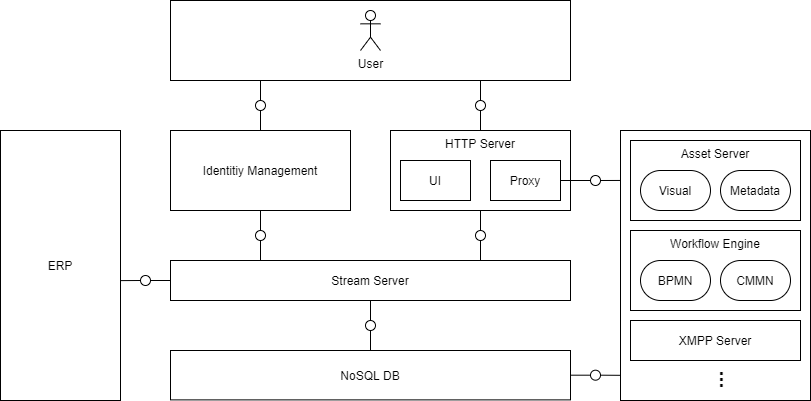 User
Identitiy Management
HTTP Server
UI
Proxy
Asset Server
Visual
Metadata
Workflow Engine
BPMN
CMMN
XMPP Server
ERP
Stream Server
NoSQL DB